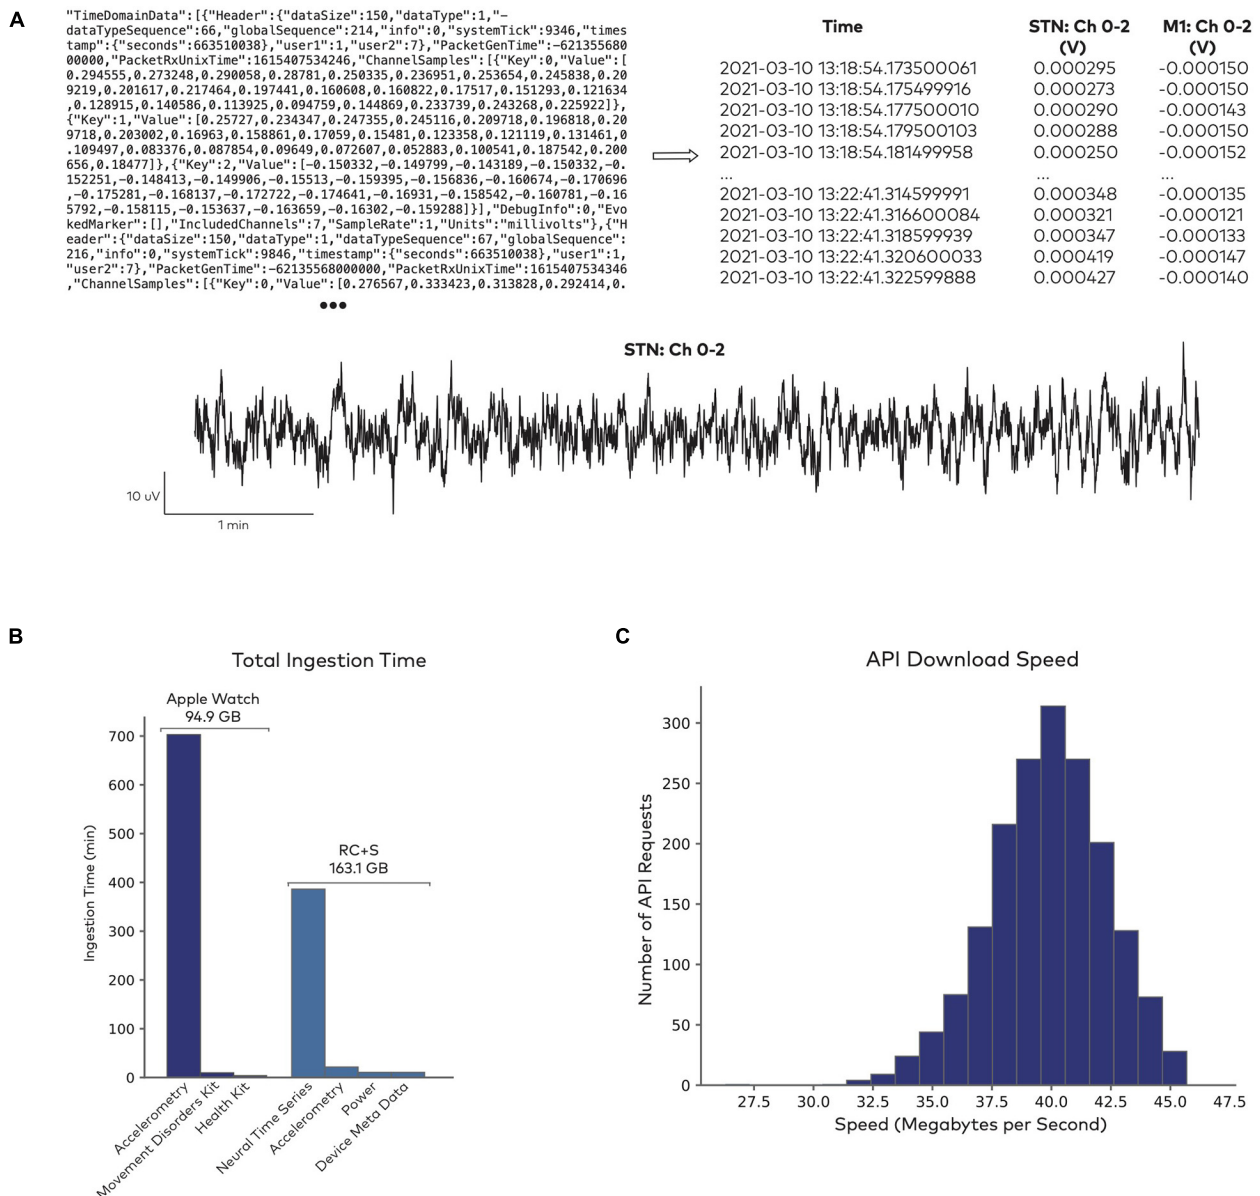 A
"TimeDomainData":[{"Header":{"dataSize":150,"dataType":1,"-
dataTypeSequence":66,"globalSequence":214,"info":0,"systemTick":9346,"times
tamp":{"seconds":663510038},"user1":1,"user2":7},"PacketGenTime":-621355680
00000,"PacketRxUnixTime":1615407534246,"ChannelSamples":[{"Key":0,"Value":[
0.294555,0.273248,0.290058,0.28781,0.250335,0.236951,0.253654,0.245838,0.20
9219,0.201617,0.217464,0.197441,0.160608,0.160822,0.17517,0.151293,0.121634
,0.128915,0.140586,0.113925,0.094759,0.144869,0.233739,0.243268,0.225922]},
{"Key":1,"Value":[0.25727,0.234347,0.247355,0.245116,0.209718,0.196818,0.20
9718,0.203002,0.16963,0.158861,0.17059,0.15481,0.123358,0.121119,0.131461,0
.109497,0.083376,0.087854,0.09649,0.072607,0.052883,0.100541,0.187542,0.200
656,0.18477]},{"Key":2,"Value":[-0.150332,-0.149799,-0.143189,-0.150332,-0.
152251,-0.148413,-0.149906,-0.15513,-0.159395,-0.156836,-0.160674,-0.170696
,-0.175281,-0.168137,-0.172722,-0.174641,-0.16931,-0.158542,-0.160781,-0.16
5792,-0.158115,-0.153637,-0.163659,-0.16302,-0.159288]}],"DebugInfo":0,"Evo
kedMarker":[],"IncludedChannels":7,"SampleRate":1,"Units":"millivolts"},{"H
eader":{"dataSize":150,"dataType":1,"dataTypeSequence":67,"globalSequence":
216,"info":0,"systemTick":9846,"timestamp":{"seconds":663510038},"user1":1,
"user2":7},"PacketGenTime":-62135568000000,"PacketRxUnixTime":1615407534346
,"ChannelSamples":[{"Key":0,"Value":[0.276567,0.333423,0.313828,0.292414,0.
•••
Time STN: Ch 0-2 M1: Ch 0-2
(V) (V)
2021-03-10 13:18:54.173500061 0.000295 -0.000150
2021-03-10 13:18:54.175499916 0.000273 -0.000150
2021-03-10 13:18:54.177500010 0.000290 -0.000143
2021-03-10 13:18:54.179500103 0.000288 -0.000150
2021-03-10 13:18:54.181499958 0.000250 -0.000152
... ... ...
2021-03-10 13:22:41.314599991 0.000348 -0.000135
2021-03-10 13:22:41.316600084 0.000321 -0.000121
2021-03-10 13:22:41.318599939 0.000347 -0.000133
2021-03-10 13:22:41.320600033 0.000419 -0.000147
2021-03-10 13:22:41.322599888 0.000427 -0.000140
STN: Ch 0-2
10 uV
1 min
B
Total Ingestion Time
Apple Watch
94.9 GB
RC+S
163.1 GB
Ingestion Time (min)
700
600
500
400
300
200
100
0
Accelerometry
Movement Disorders Kit
Health Kit
Neural Time Series
Accelerometry
Power
Device Meta Data
C
API Download Speed
Number of API Requests
300
250
200
150
100
50
0
27.5 30.0 32.5 35.0 37.5 40.0 42.5 45.0 47.5
Speed (Megabytes per Second)